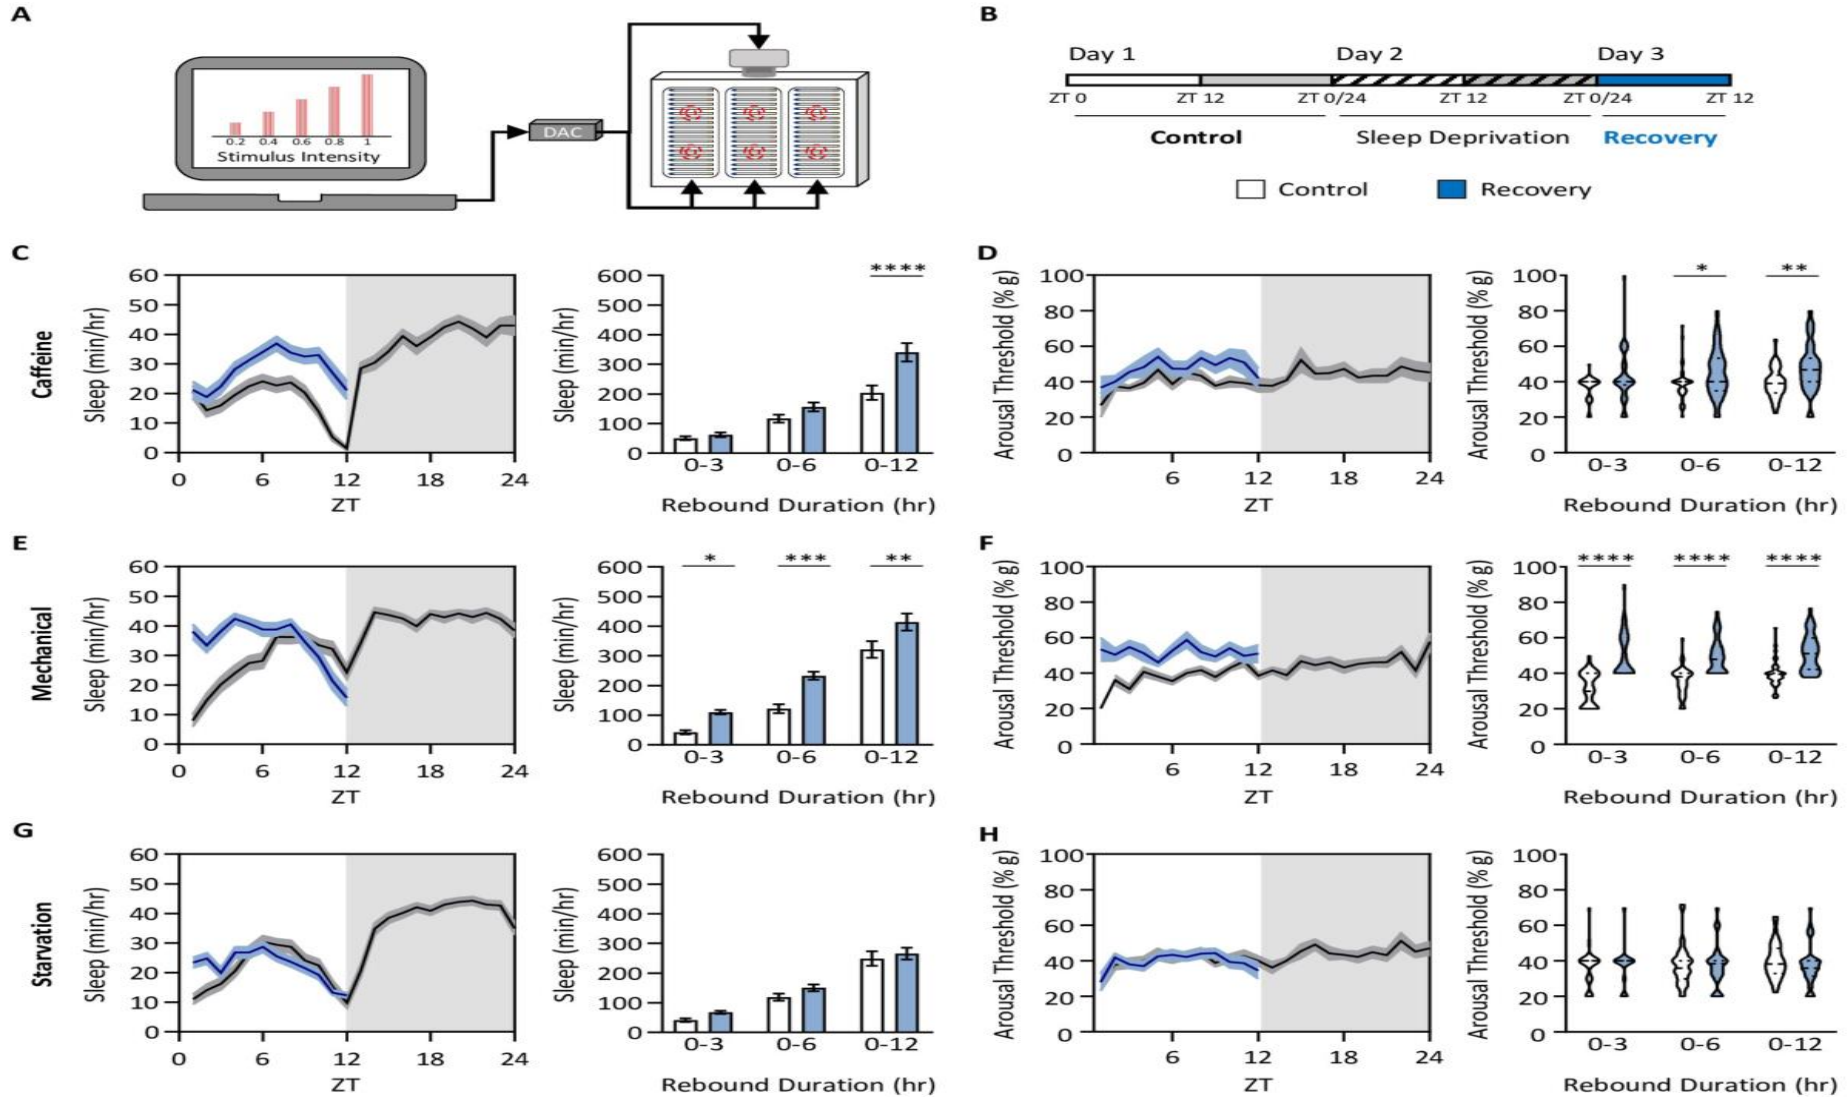 A
0.2 0.4 0.6 0.8 1
Stimulus Intensity
DAC
B
Day 1 Day 2 Day 3
ZT 0 ZT 12 ZT 0/24 ZT 12 ZT 0/24 ZT 12
Control Sleep Deprivation Recovery
Control Recovery
C
Caffeine
Sleep (min/hr)
60
50
40
30
20
10
0
0 6 12 18 24
ZT
Sleep (min/hr)
600
500
400
300
200
100
0
****
0-3 0-6 0-12
Rebound Duration (hr)
D
Arousal Threshold (% g)
100
80
60
40
20
0
6 12 18 24
ZT
Arousal Threshold (% g)
100
80
60
40
20
0
* **
0-3 0-6 0-12
Rebound Duration (hr)
E
Mechanical
Sleep (min/hr)
60
50
40
30
20
10
0
0 6 12 18 24
ZT
Sleep (min/hr)
600
500
400
300
200
100
0
* *** **
0-3 0-6 0-12
Rebound Duration (hr)
F
Arousal Threshold (% g)
100
80
60
40
20
0
6 12 18 24
ZT
Arousal Threshold (% g)
100
80
60
40
20
0
**** **** ****
0-3 0-6 0-12
Rebound Duration (hr)
G
Starvation
Sleep (min/hr)
60
50
40
30
20
10
0
0 6 12 18 24
ZT
Sleep (min/hr)
600
500
400
300
200
100
0
0-3 0-6 0-12
Rebound Duration (hr)
H
Arousal Threshold (% g)
100
80
60
40
20
0
6 12 18 24
ZT
Arousal Threshold (% g)
100
80
60
40
20
0
0-3 0-6 0-12
Rebound Duration (hr)